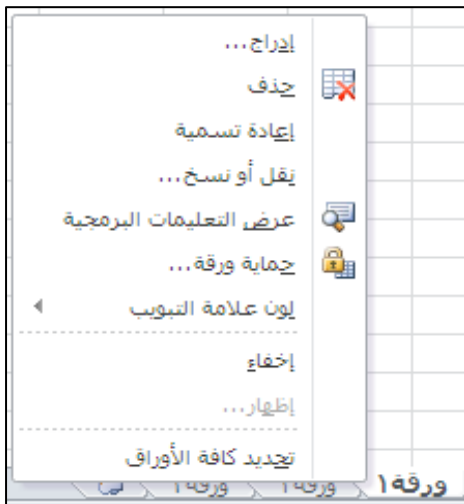 إدراج...
حذف
إعادة تسمية
نقل أو نسخ...
عرض التعليمات البرمجية
حماية ورقة...
لون علامة التبويب
إخفاء
إظهار...
تحديد كافة الأوراق
ورقة١